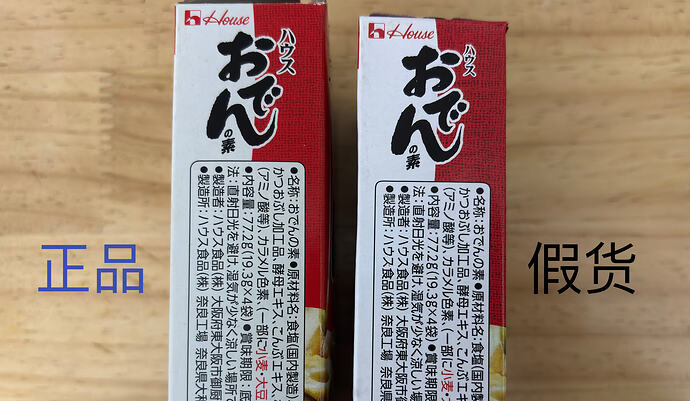 House
ハウス
おでん
の素
●名称:おでんの素●原材料名:食塩(国内製造)、
かつおぶし加工品、酵母エキス、こんぶエキス、
(アミノ酸等)、カラメル色素、(一部に小麦・大豆
●内容量:77.2g(19.3g×4袋)●賞味期限:底
法:直射日光を避け、湿気が少なく涼しい場所で
●製造者:ハウス食品(株) 大阪府東大阪市御厨
●製造所:ハウス食品(株) 奈良工場 奈良県大和
正品
House
ハウス
おでん
の素
●名称:おでんの素●原材料名:食塩(国内
かつおぶし加工品、酵母エキス、こんぶエキ
(アミノ酸等)、カラメル色素、(一部に小麦・
●内容量:77.2g(19.3g×4袋)●賞味
法:直射日光を避け、湿気が少なく涼しい
●製造者:ハウス食品(株) 大阪府東大阪市
●製造所:ハウス食品(株) 奈良工場 奈良
假货